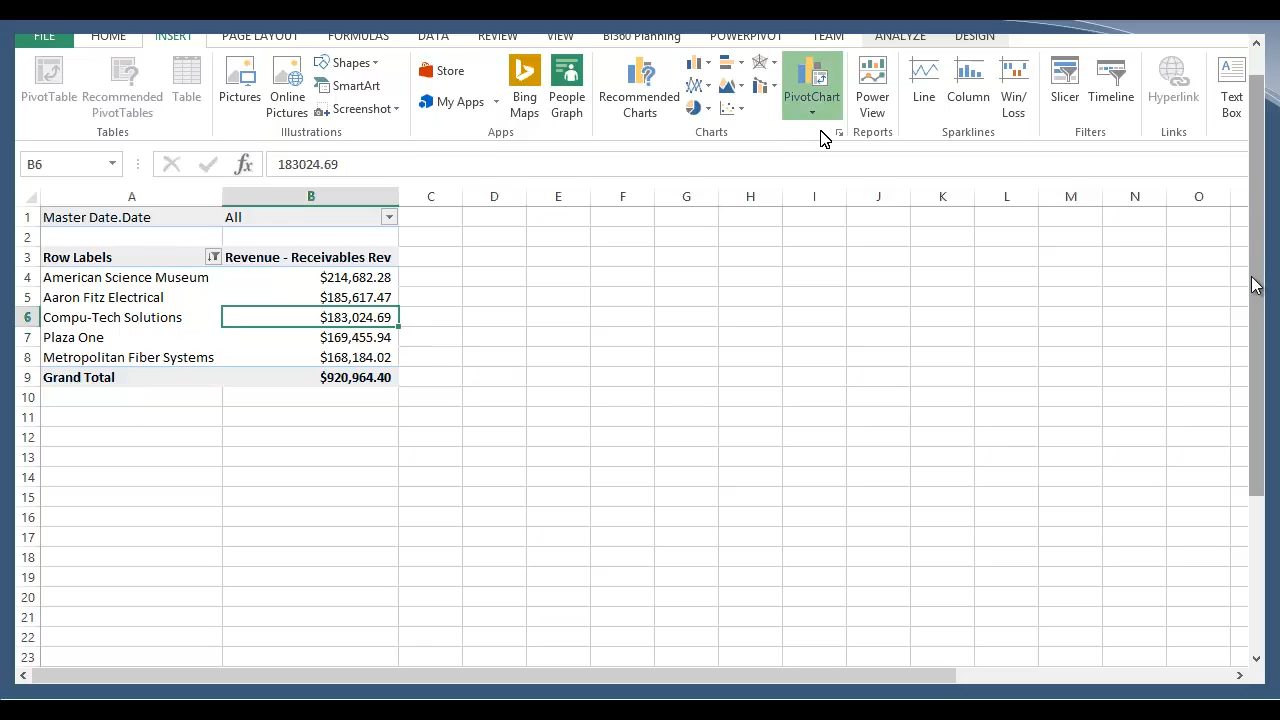 FILE HOME INSERT PAGE LAYOUT FORMULAS DATA REVIEW VIEW BI360 Planning POWERPIVOT TEAM ANALYZE DESIGN
PivotTable Recommended PivotTables Table
Tables
Pictures Online Pictures Shapes SmartArt Screenshot
Illustrations
Store My Apps Bing Maps People Graph
Apps
Recommended Charts PivotChart
Charts
Power View
Reports
Line Column Win/Loss
Sparklines
Slicer Timeline
Filters
Hyperlink
Links
Text Box
B6 fx 183024.69
A B C D E F G H I J K L M N O
1 Master Date.Date All
2
3 Row Labels Revenue - Receivables Rev
4 American Science Museum $214,682.28
5 Aaron Fitz Electrical $185,617.47
6 Compu-Tech Solutions $183,024.69
7 Plaza One $169,455.94
8 Metropolitan Fiber Systems $168,184.02
9 Grand Total $920,964.40
10
11
12
13
14
15
16
17
18
19
20
21
22
23